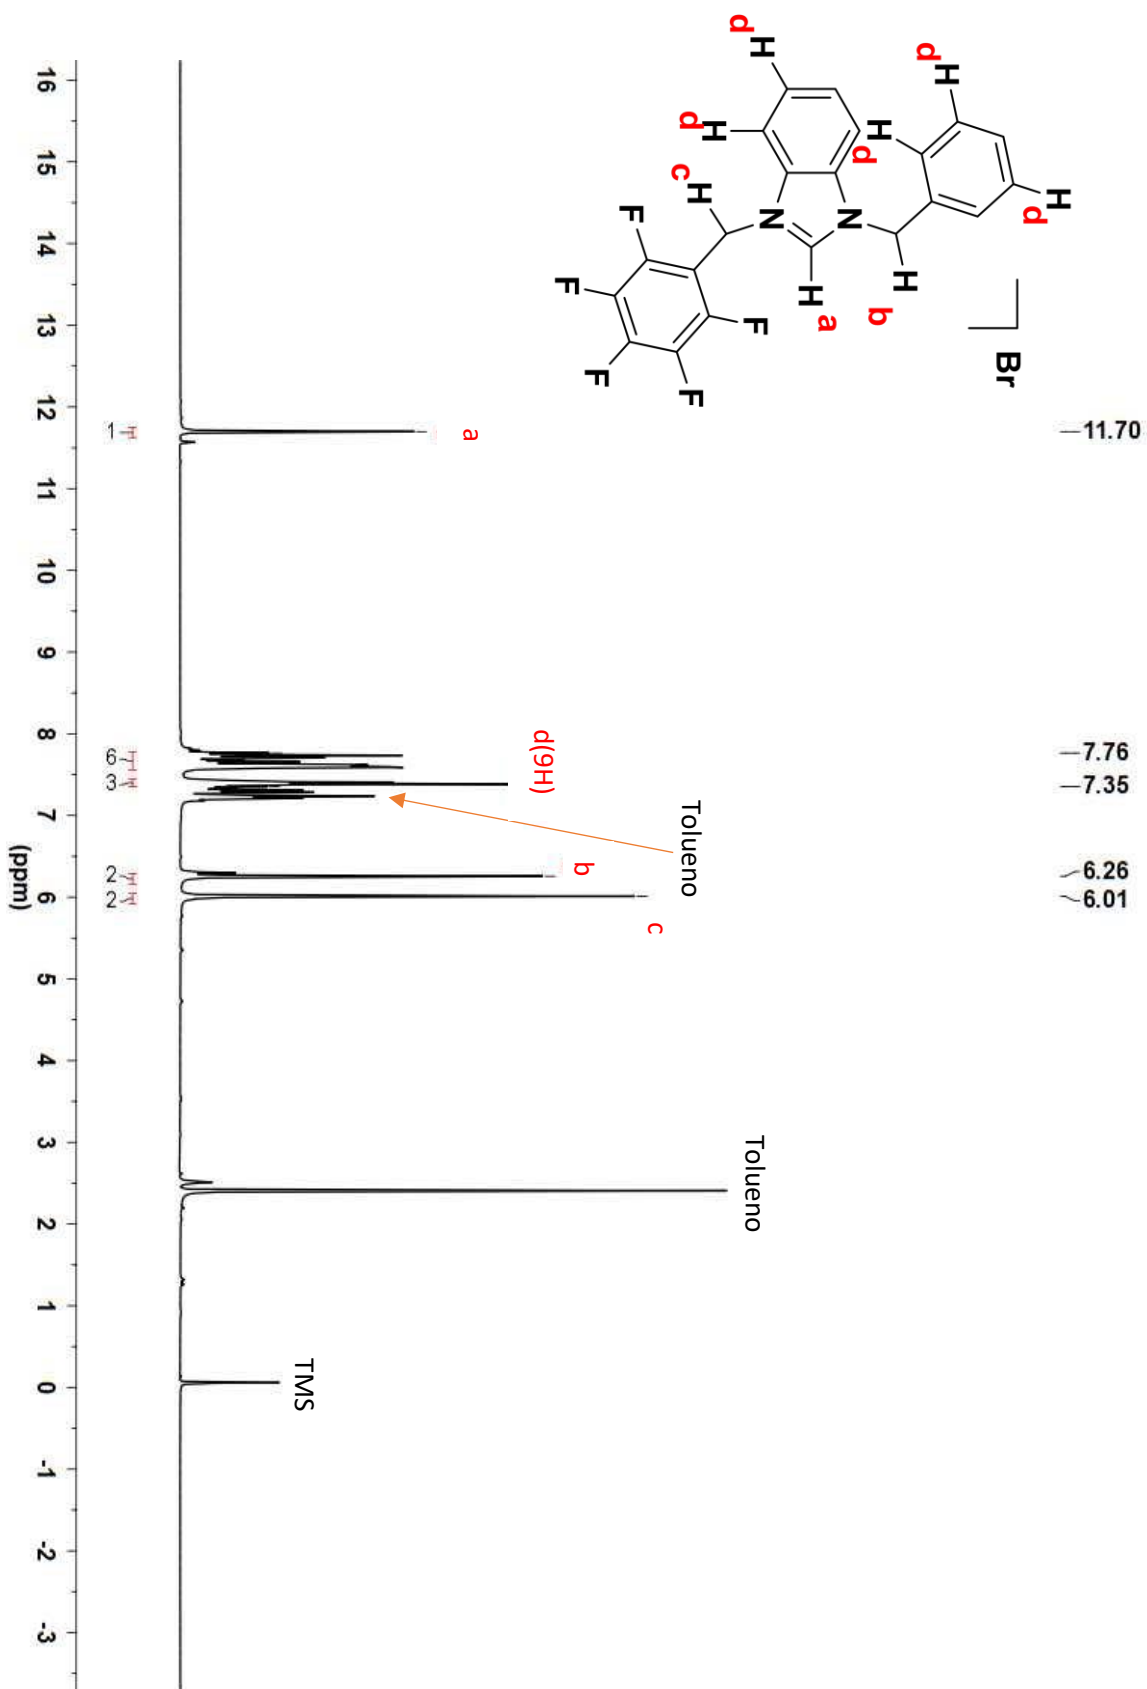 H
d
H
d
H
d
H
d
H
d
H
c
N
N
H
a
H
b
F
F
F
F
F
Br
11.70
7.76
7.35
6.26
6.01
a
d(9H)
b
c
Tolueno
Tolueno
TMS
1
6
3
2
2
16 15 14 13 12 11 10 9 8 7 6 5 4 3 2 1 0 -1 -2 -3
(ppm)